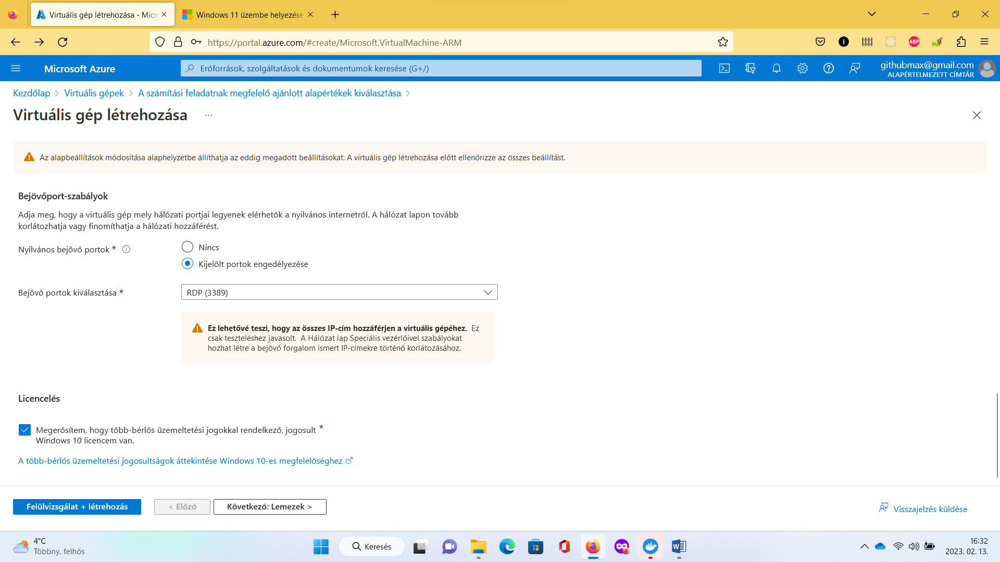 Virtuális gép létrehozása - Micro
Windows 11 üzembe helyezése
https://portal.azure.com/#create/Microsoft.VirtualMachine-ARM
ABP
Microsoft Azure
Erőforrások, szolgáltatások és dokumentumok keresése (G+/)
githubmax@gmail.com
ALAPÉRTELMEZETT CÍMTÁR
Kezdőlap > Virtuális gépek > A számítási feladatnak megfelelő ajánlott alapértékek kiválasztása >
Virtuális gép létrehozása ...
Az alapbeállítások módosítása alaphelyzetbe állíthatja az eddig megadott beállításokat. A virtuális gép létrehozása előtt ellenőrizze az összes beállítást.
Bejövőport-szabályok
Adja meg, hogy a virtuális gép mely hálózati portjai legyenek elérhetők a nyilvános internetről. A hálózat lapon tovább
korlátozhatja vagy finomíthatja a hálózati hozzáférést.
Nyilvános bejövő portok *
Nincs
Kijelölt portok engedélyezése
Bejövő portok kiválasztása *
RDP (3389)
Ez lehetővé teszi, hogy az összes IP-cím hozzáférjen a virtuális gépéhez. Ez
csak teszteléshez javasolt. A Hálózat lap Speciális vezérlőivel szabályokat
hozhat létre a bejövő forgalom ismert IP-címekre történő korlátozásához.
Licencelés
Megerősítem, hogy több-bérlős üzemeltetési jogokkal rendelkező, jogosult *
Windows 10 licencem van.
A több-bérlős üzemeltetési jogosultságok áttekintése Windows 10-es megfelelőséghez
Felülvizsgálat + létrehozás
< Előző
Következő: Lemezek >
Visszajelzés küldése
4°C
Többny. felhős
Keresés
16:32
2023. 02. 13.